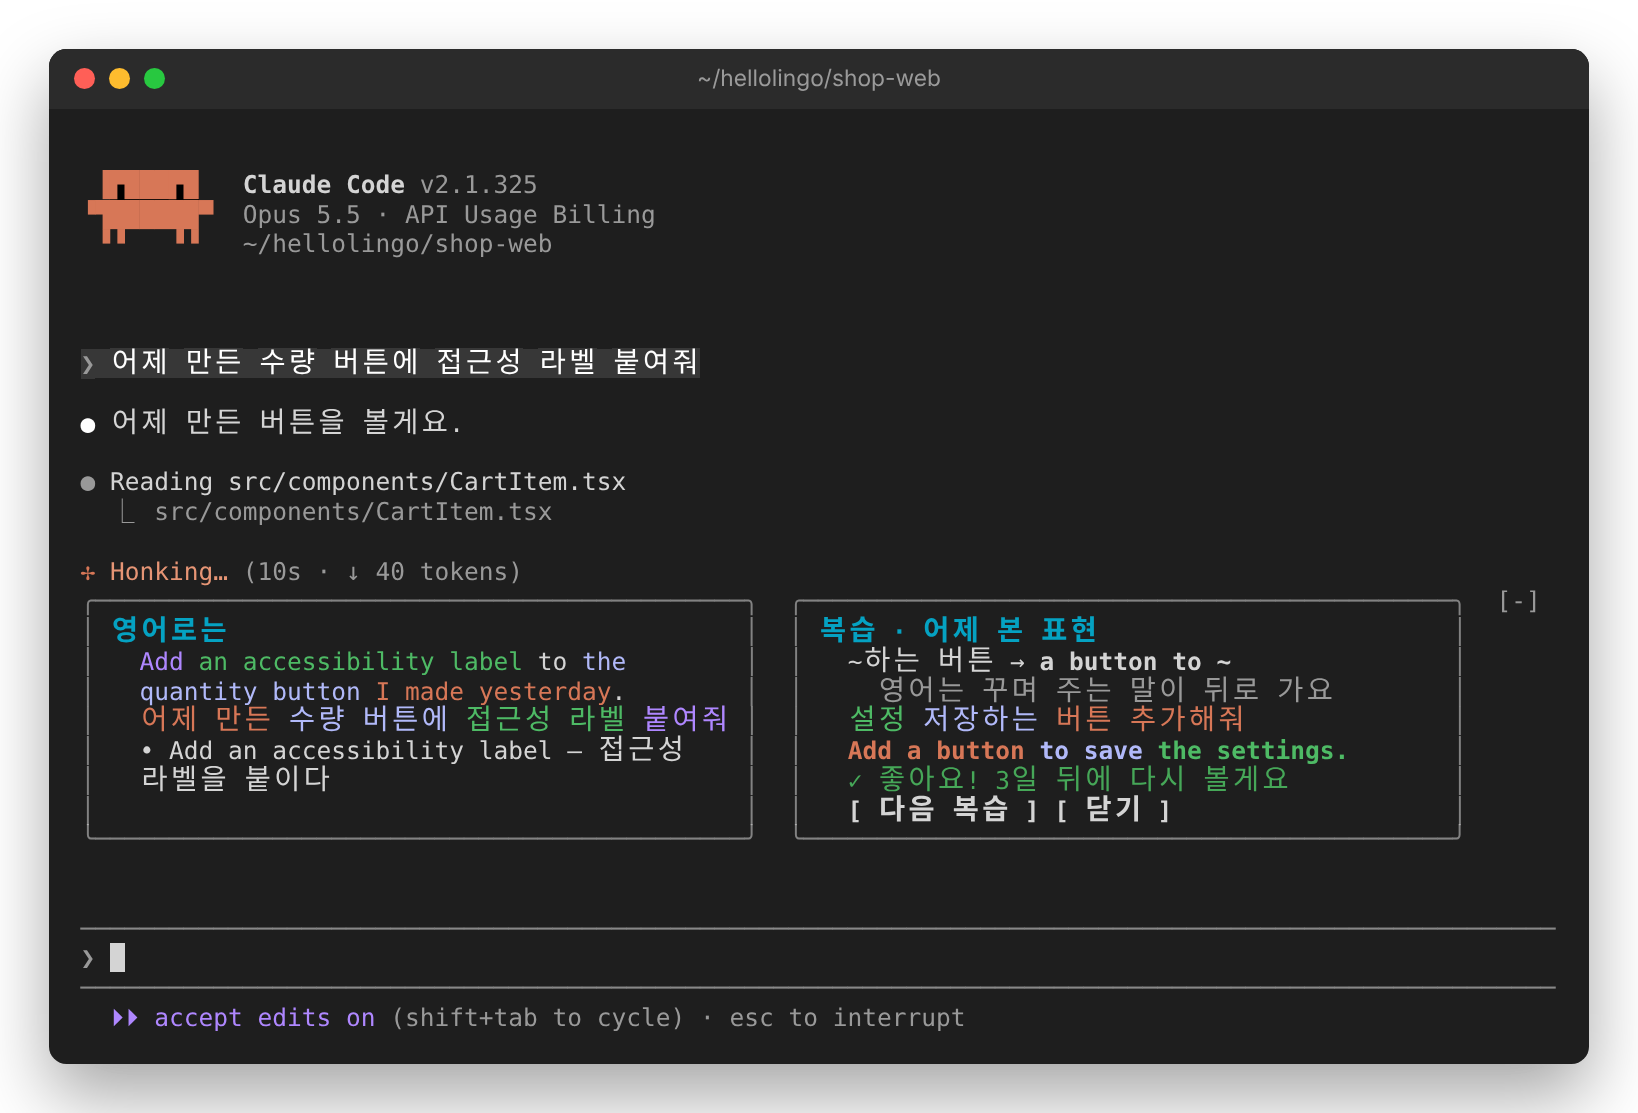 ~/hellolingo/shop-web
Claude Code v2.1.325
Opus 5.5 · API Usage Billing
~/hellolingo/shop-web
❯ 어제 만든 수량 버튼에 접근성 라벨 붙여줘
● 어제 만든 버튼을 볼게요.
● Reading src/components/CartItem.tsx
⎿ src/components/CartItem.tsx
✢ Honking… (10s · ↓ 40 tokens)
[-]
영어로는
Add an accessibility label to the
quantity button I made yesterday.
어제 만든 수량 버튼에 접근성 라벨 붙여줘
• Add an accessibility label — 접근성
라벨을 붙이다
복습 · 어제 본 표현
~하는 버튼 → a button to ~
영어는 꾸며 주는 말이 뒤로 가요
설정 저장하는 버튼 추가해줘
Add a button to save the settings.
✓ 좋아요! 3일 뒤에 다시 볼게요
[ 다음 복습 ] [ 닫기 ]
❯
⏵⏵ accept edits on (shift+tab to cycle) · esc to interrupt